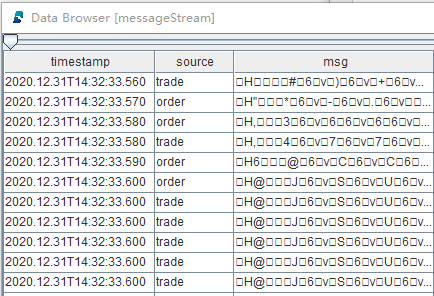 Data Browser [messageStream]
timestamp source msg
2020.12.31T14:32:33.560 trade □H□□□□#□6□v□)□6□v□+□6□v...
2020.12.31T14:32:33.570 order □H"□□□*□6□v□-□6□v□.□6□v□...
2020.12.31T14:32:33.580 order □H,□□□3□6□v□6□6□v□6□6□v...
2020.12.31T14:32:33.580 trade □H,□□□4□6□v□7□6□v□7□6□v...
2020.12.31T14:32:33.590 order □H6□□□@□6□v□C□6□v□C□6...
2020.12.31T14:32:33.600 order □H@□□□J□6□v□S□6□v□U□6□v...
2020.12.31T14:32:33.600 trade □H@□□□J□6□v□S□6□v□U□6□v...
2020.12.31T14:32:33.600 trade □H@□□□J□6□v□S□6□v□U□6□v...
2020.12.31T14:32:33.600 trade □H@□□□J□6□v□S□6□v□U□6□v...
2020.12.31T14:32:33.600 trade □H@□□□J□6□v□S□6□v□U□6□v...
2020.12.31T14:32:33.600 trade □H@□□□J□6□v□S□6□v□U□6□v...